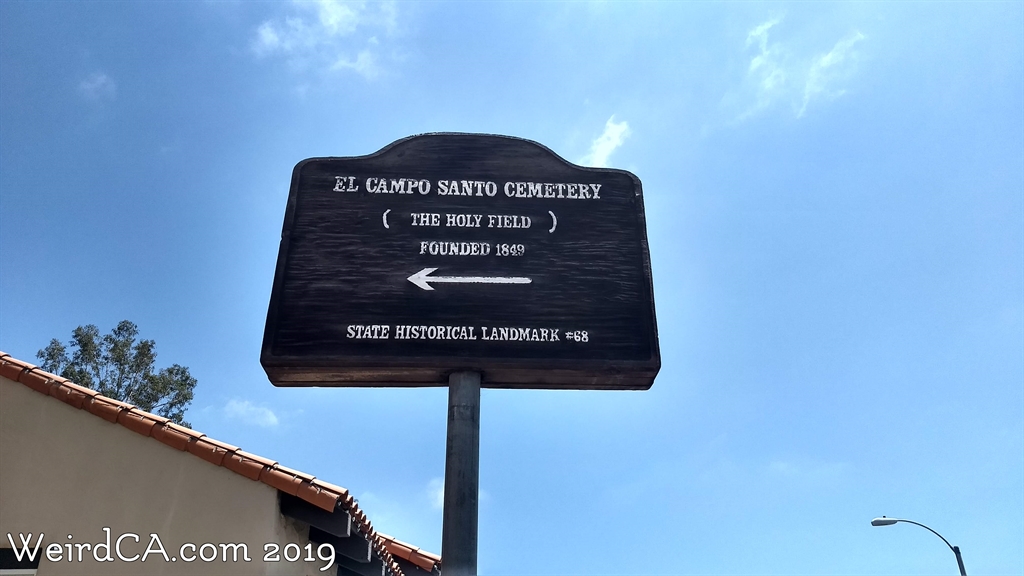 EL CAMPO SANTO CEMETERY
( THE HOLY FIELD )
FOUNDED 1849
STATE HISTORICAL LANDMARK #68
WeirdCA.com 2019